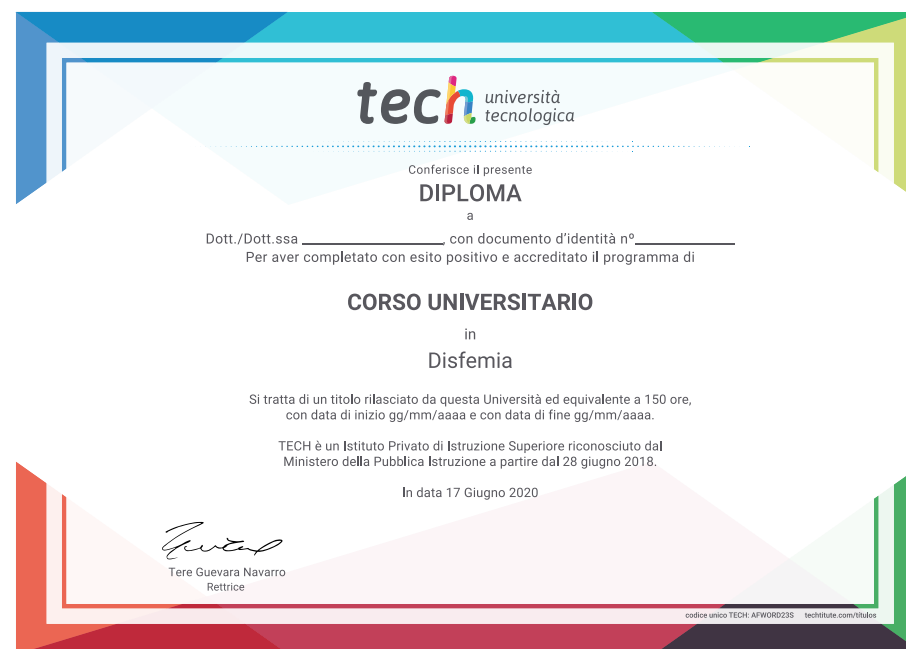 tech università
tecnologica
Conferisce il presente
DIPLOMA
a
Dott./Dott.ssa ____________________, con documento d'identità nº______________
Per aver completato con esito positivo e accreditato il programma di
CORSO UNIVERSITARIO
in
Disfemia
Si tratta di un titolo rilasciato da questa Università ed equivalente a 150 ore,
con data di inizio gg/mm/aaaa e con data di fine gg/mm/aaaa.
TECH è un Istituto Privato di Istruzione Superiore riconosciuto dal
Ministero della Pubblica Istruzione a partire dal 28 giugno 2018.
In data 17 Giugno 2020
Tere Guevara Navarro
Rettrice
codice unico TECH: AFWORD23S techtitute.com/titulos